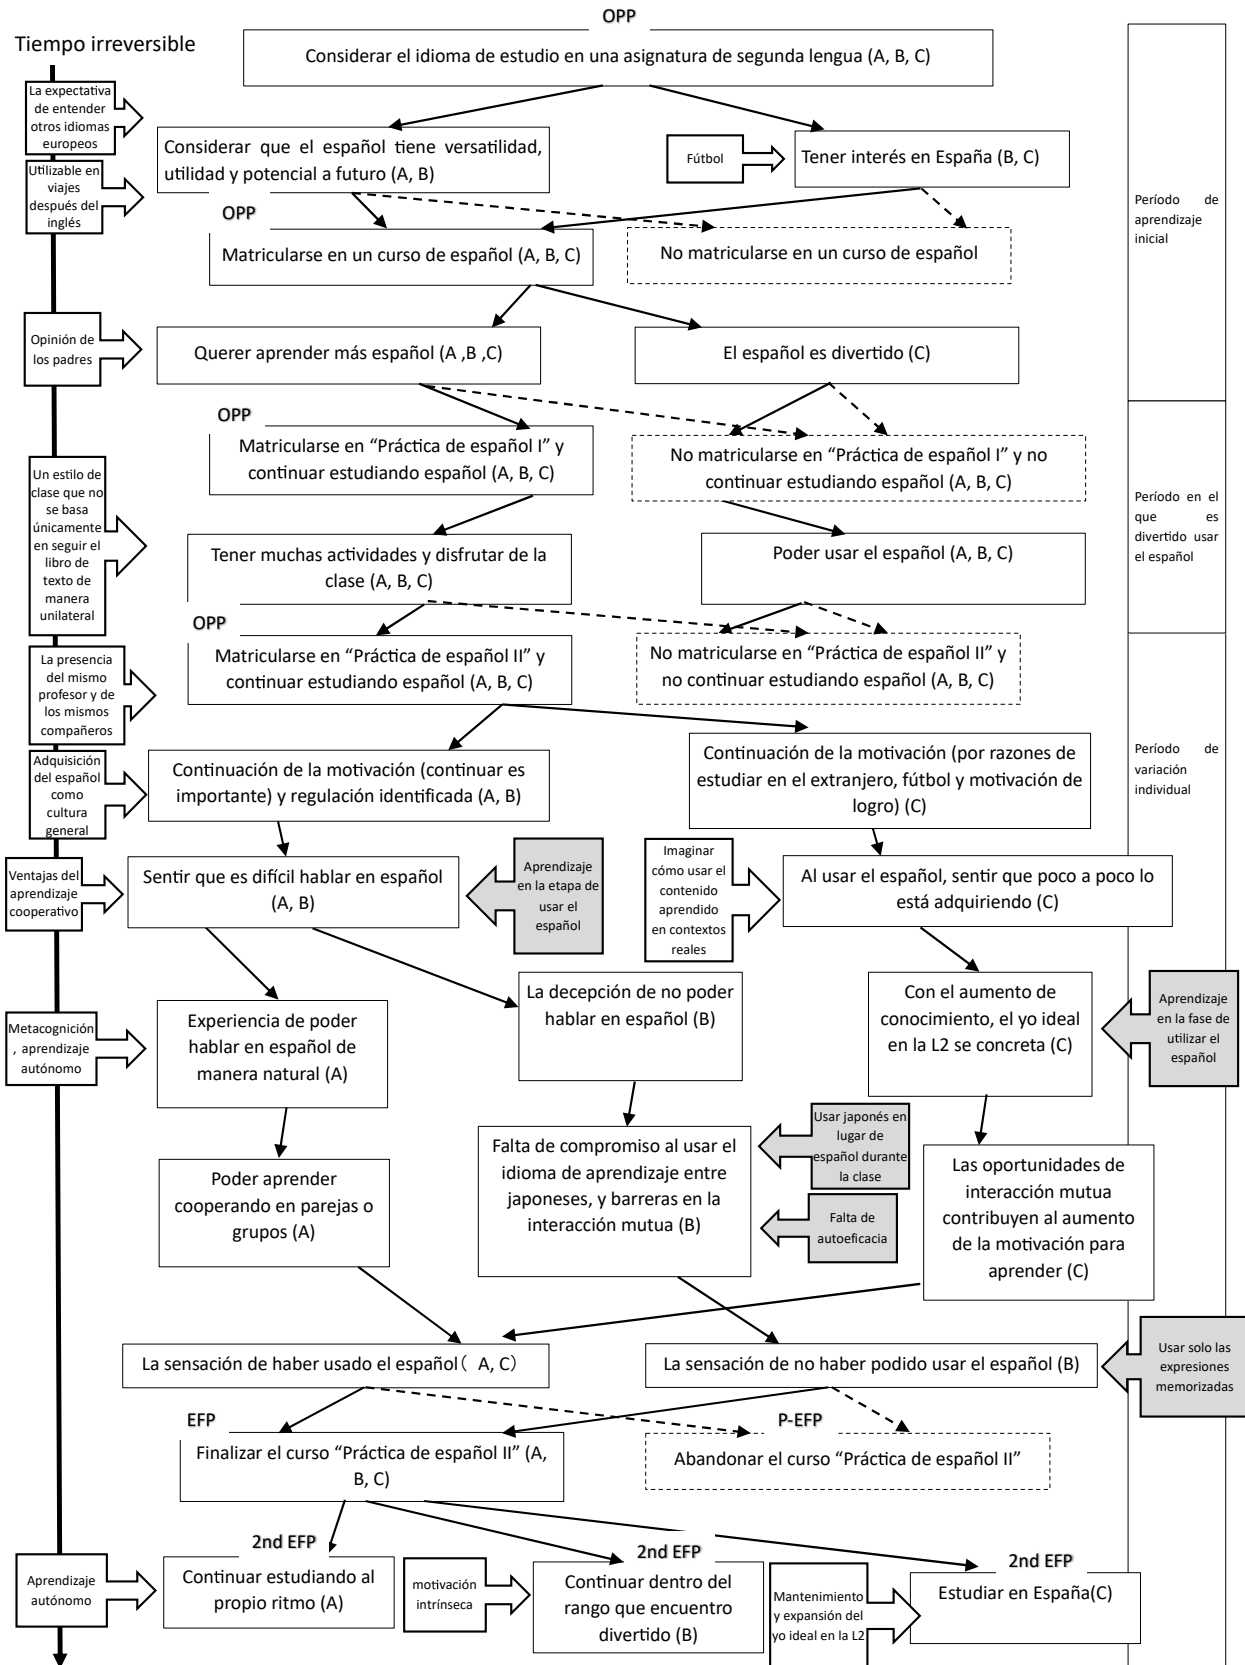 OPP
Tiempo irreversible
Considerar el idioma de estudio en una asignatura de segunda lengua (A, B, C)
La expectativa
de entender
otros idiomas
europeos
Considerar que el español tiene versatilidad,
utilidad y potencial a futuro (A, B)
Fútbol
Tener interés en España (B, C)
Utilizable en
viajes
después del
inglés
Período de
aprendizaje
inicial
OPP
Matricularse en un curso de español (A, B, C)
No matricularse en un curso de español
Opinión de
los padres
Querer aprender más español (A ,B ,C)
El español es divertido (C)
OPP
Matricularse en “Práctica de español I” y
continuar estudiando español (A, B, C)
No matricularse en “Práctica de español I” y no
continuar estudiando español (A, B, C)
Un estilo de
clase que no
se basa
únicamente
en seguir el
libro de
texto de
manera
unilateral
Período en el
que es
divertido usar
el español
Tener muchas actividades y disfrutar de la
clase (A, B, C)
Poder usar el español (A, B, C)
OPP
Matricularse en “Práctica de español II” y
continuar estudiando español (A, B, C)
No matricularse en “Práctica de español II” y
no continuar estudiando español (A, B, C)
La presencia
del mismo
profesor y de
los mismos
compañeros
Adquisición
del español
como
cultura
general
Continuación de la motivación (continuar es
importante) y regulación identificada (A, B)
Continuación de la motivación (por razones de
estudiar en el extranjero, fútbol y motivación de
logro) (C)
Período de
variación
individual
Ventajas del
aprendizaje
cooperativo
Sentir que es difícil hablar en español
(A, B)
Aprendizaje
en la etapa de
usar el
español
Imaginar
cómo usar el
contenido
aprendido
en contextos
reales
Al usar el español, sentir que poco a poco lo
está adquiriendo (C)
Metacognición
, aprendizaje
autónomo
Experiencia de poder
hablar en español de
manera natural (A)
La decepción de no poder
hablar en español (B)
Con el aumento de
conocimiento, el yo ideal
en la L2 se concreta (C)
Aprendizaje
en la fase de
utilizar el
español
Poder aprender
cooperando en parejas o
grupos (A)
Falta de compromiso al usar el
idioma de aprendizaje entre
japoneses, y barreras en la
interacción mutua (B)
Usar japonés en
lugar de
español durante
la clase
Falta de
autoeficacia
Las oportunidades de
interacción mutua
contribuyen al aumento
de la motivación para
aprender (C)
La sensación de haber usado el español（ A, C）
La sensación de no haber podido usar el español (B)
Usar solo las
expresiones
memorizadas
EFP
Finalizar el curso “Práctica de español II” (A,
B, C)
P-EFP
Abandonar el curso “Práctica de español II”
Aprendizaje
autónomo
2nd EFP
Continuar estudiando al
propio ritmo (A)
motivación
intrínseca
2nd EFP
Continuar dentro del
rango que encuentro
divertido (B)
Mantenimiento
y expansión del
yo ideal en la L2
2nd EFP
Estudiar en España(C)